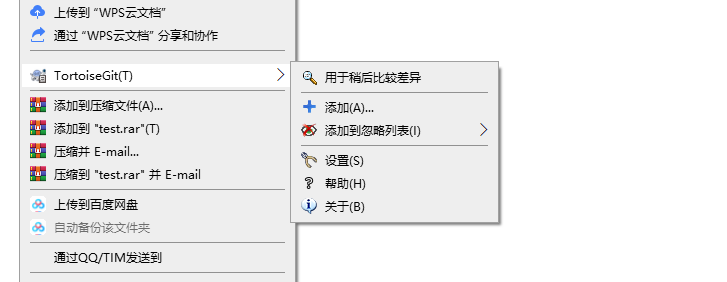 上传到 “WPS云文档”
通过 “WPS云文档” 分享和协作
TortoiseGit(T)
添加到压缩文件(A)...
添加到 "test.rar"(T)
压缩并 E-mail...
压缩到 "test.rar" 并 E-mail
上传到百度网盘
自动备份该文件夹
通过QQ/TIM发送到
用于稍后比较差异
添加(A)...
添加到忽略列表(I)
设置(S)
帮助(H)
关于(B)